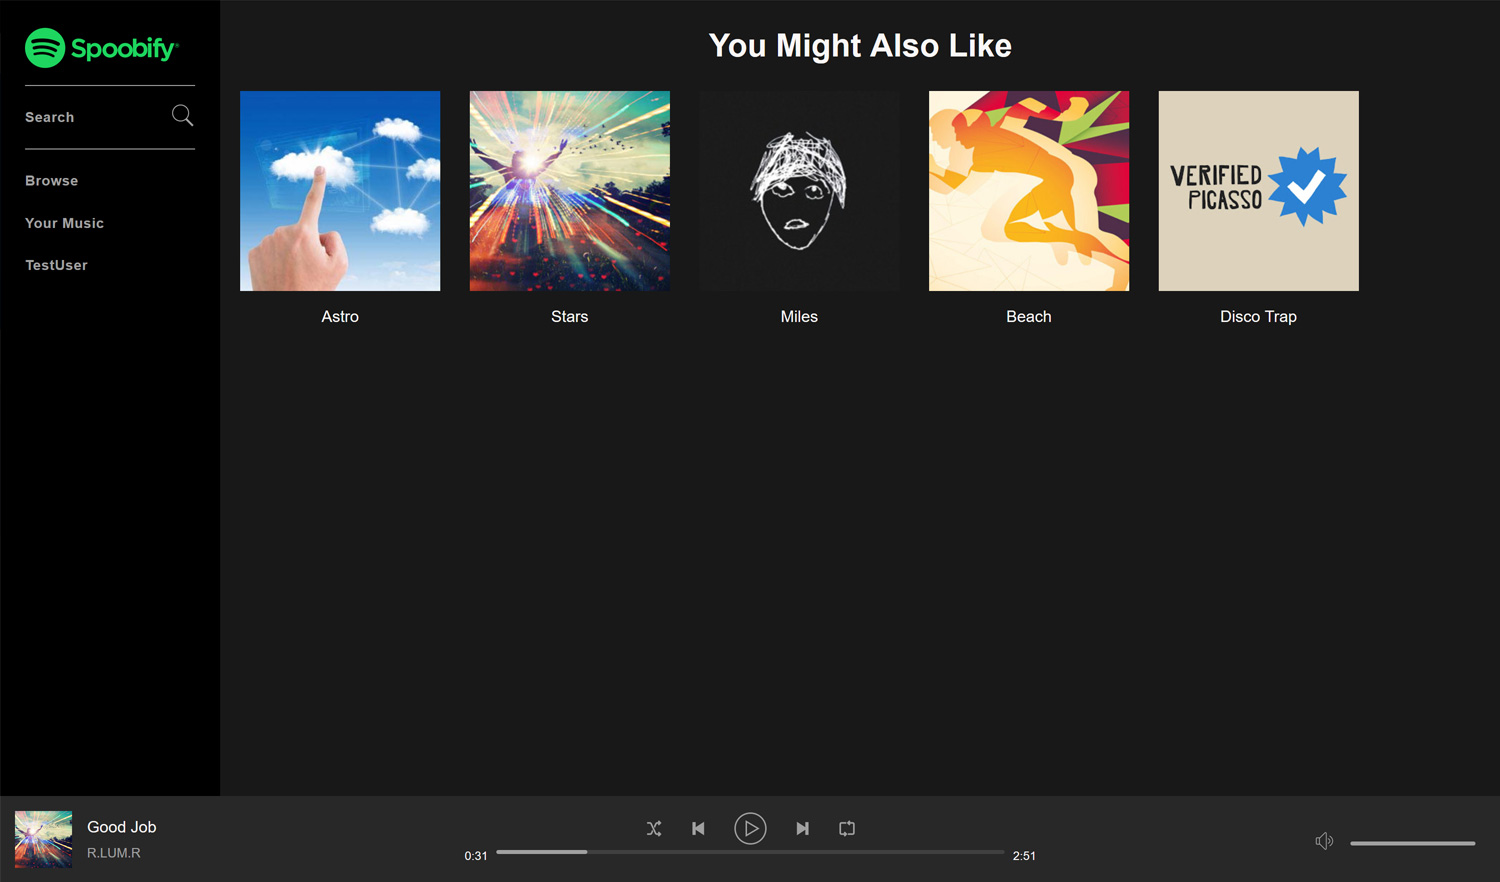 Spoobify
Search
Browse
Your Music
TestUser
You Might Also Like
VERIFIED
PICASSO
Astro
Stars
Miles
Beach
Disco Trap
Good Job
R.LUM.R
0:31
2:51